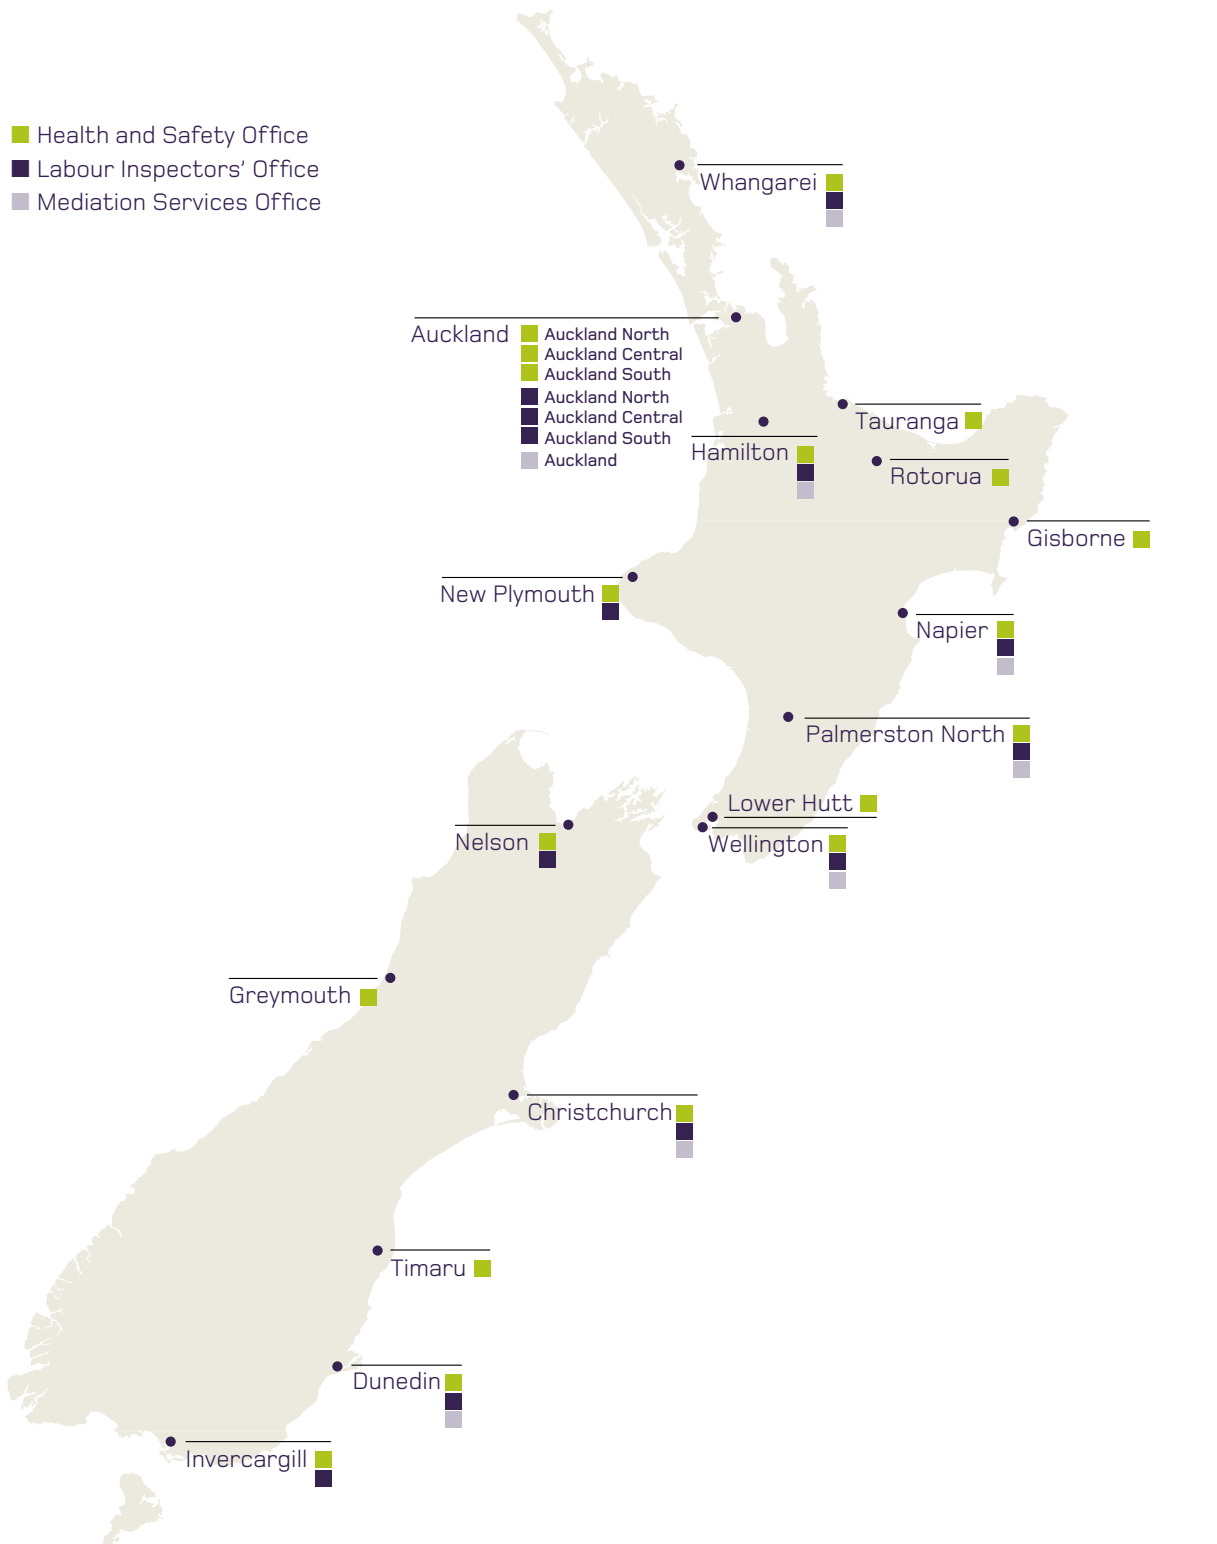 Health and Safety Office
Labour Inspectors’ Office
Mediation Services Office
Whangarei
Auckland
Auckland North
Auckland Central
Auckland South
Auckland North
Auckland Central
Auckland South
Auckland
Tauranga
Hamilton
Rotorua
Gisborne
New Plymouth
Napier
Palmerston North
Lower Hutt
Wellington
Nelson
Greymouth
Christchurch
Timaru
Dunedin
Invercargill